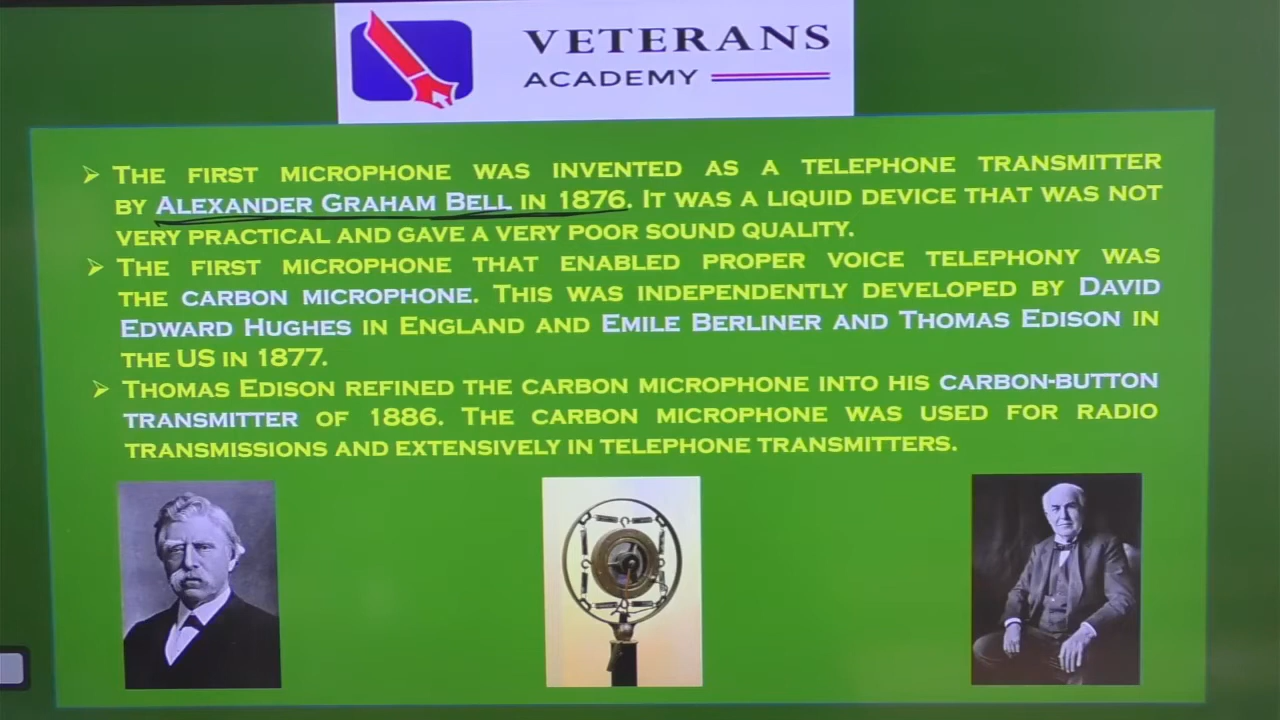 VETERANS
ACADEMY
THE FIRST MICROPHONE WAS INVENTED AS A TELEPHONE TRANSMITTER
BY ALEXANDER GRAHAM BELL IN 1876. IT WAS A LIQUID DEVICE THAT WAS NOT
VERY PRACTICAL AND GAVE A VERY POOR SOUND QUALITY.
THE FIRST MICROPHONE THAT ENABLED PROPER VOICE TELEPHONY WAS
THE CARBON MICROPHONE. THIS WAS INDEPENDENTLY DEVELOPED BY DAVID
EDWARD HUGHES IN ENGLAND AND EMILE BERLINER AND THOMAS EDISON IN
THE US IN 1877.
THOMAS EDISON REFINED THE CARBON MICROPHONE INTO HIS CARBON-BUTTON
TRANSMITTER OF 1886. THE CARBON MICROPHONE WAS USED FOR RADIO
TRANSMISSIONS AND EXTENSIVELY IN TELEPHONE TRANSMITTERS.